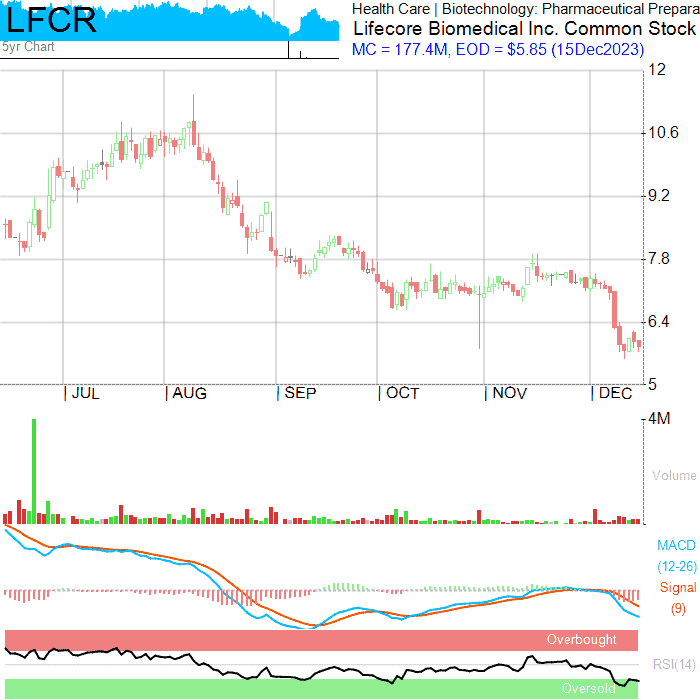 LFCR
5yr Chart
Health Care | Biotechnology: Pharmaceutical Prepara
Lifecore Biomedical Inc. Common Stock
MC = 177.4M, EOD = $5.85 (15Dec2023)
12
10.6
9.2
7.8
6.4
5
| JUL | AUG | SEP | OCT | NOV | DEC
4M
Volume
MACD
(12-26)
Signal
(9)
Overbought
RSI(14)
Oversold